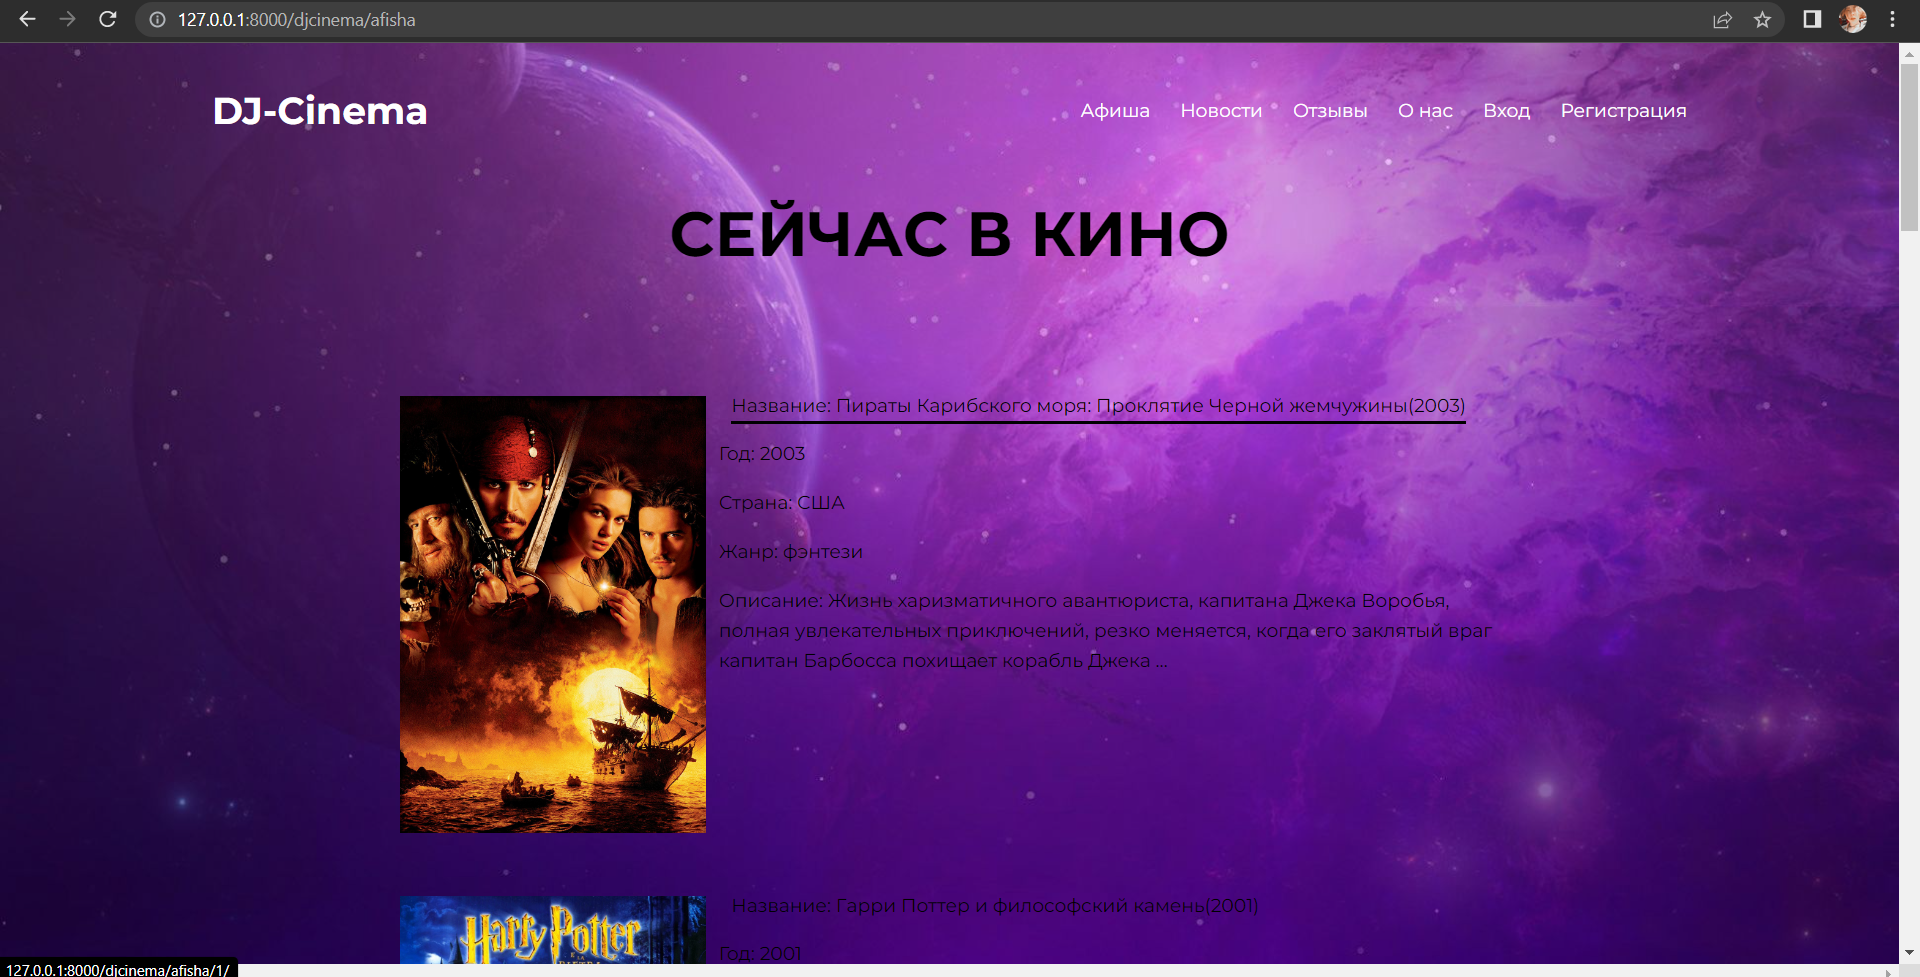 127.0.0.1:8000/djcinema/afisha
DJ-Cinema
Афиша Новости Отзывы О нас Вход Регистрация
СЕЙЧАС В КИНО
Название: Пираты Карибского моря: Проклятие Черной жемчужины(2003)
Год: 2003
Страна: США
Жанр: фэнтези
Описание: Жизнь харизматичного авантюриста, капитана Джека Воробья,
полная увлекательных приключений, резко меняется, когда его заклятый враг
капитан Барбосса похищает корабль Джека ...
Harry Potter
Название: Гарри Поттер и философский камень(2001)
Год: 2001
127.0.0.1:8000/djcinema/afisha/1/